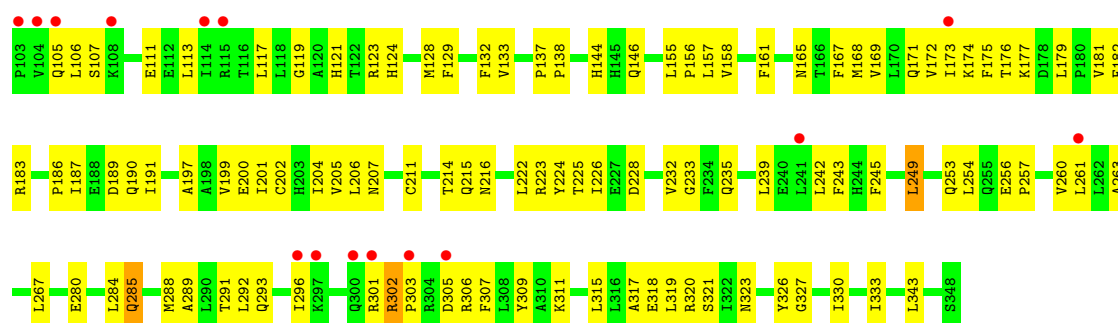 P103 V104 Q105 L106 S107 K108 E111 E112 L113 I114 R115 T116 L117 L118 G119 A120 H121 T122 R123 H124 M128 F129 F132 V133 P137 P138 H144 H145 Q146 L155 P156 L157 V158 F161 N165 T166 F167 M168 V169 L170 Q171 V172 I173 K174 F175 T176 K177 D178 L179 P180 V181
R183 P186 I187 E188 D189 Q190 I191 A197 A198 V199 E200 I201 C202 H203 I204 V205 L206 N207 C211 T214 Q215 N216 L222 R223 Y224 T225 I226 E227 D228 V232 G233 F234 Q235 L239 E240 L241 L242 F243 H244 F245 L249 Q253 L254 Q255 E256 P257 V260 L261 L262 A263
L267 E280 L284 Q285 M288 A289 L290 T291 L292 Q293 I296 K297 Q300 R301 R302 P303 R304 D305 R306 F307 L308 Y309 A310 K311 L315 L316 A317 E318 L319 R320 S321 I322 N323 Y326 G327 I330 I333 L343 S348